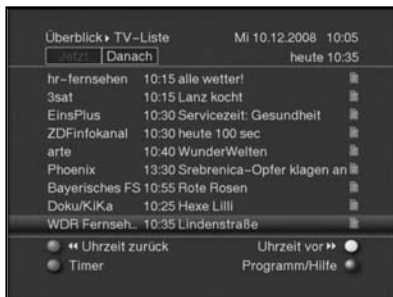 Überblick▸ TV-Liste Mi 10.12.2008 10:05
Jetzt Danach heute 10:35
hr-fernsehen 10:15 alle wetter!
3sat 10:15 Lanz kocht
EinsPlus 10:30 Servicezeit: Gesundheit
ZDFinfokanal 10:30 heute 100 sec
arte 10:40 WunderWelten
Phoenix 13:30 Srebrenica-Opfer klagen an
Bayerisches FS 10:55 Rote Rosen
Doku/KiKa 10:25 Hexe Lilli
WDR Fernseh.. 10:35 Lindenstraße
◂◂ Uhrzeit zurück Uhrzeit vor ▸▸
Timer Programm/Hilfe